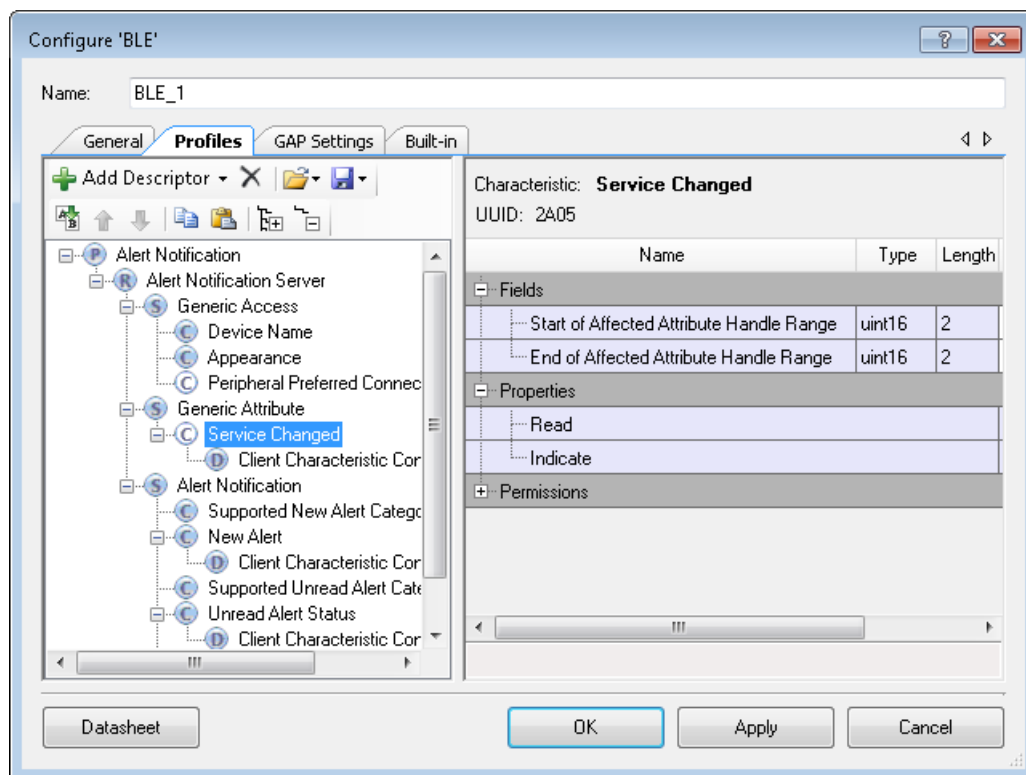 Configure 'BLE'
Name: BLE_1
General Profiles GAP Settings Built-in
Add Descriptor
Characteristic: Service Changed
UUID: 2A05
Name Type Length
Fields
Start of Affected Attribute Handle Range uint16 2
End of Affected Attribute Handle Range uint16 2
Properties
Read
Indicate
Permissions
P Alert Notification
R Alert Notification Server
S Generic Access
C Device Name
C Appearance
C Peripheral Preferred Connec
S Generic Attribute
C Service Changed
D Client Characteristic Cor
S Alert Notification
C Supported New Alert Catego
C New Alert
D Client Characteristic Cor
C Supported Unread Alert Cate
C Unread Alert Status
D Client Characteristic Cor
Datasheet OK Apply Cancel